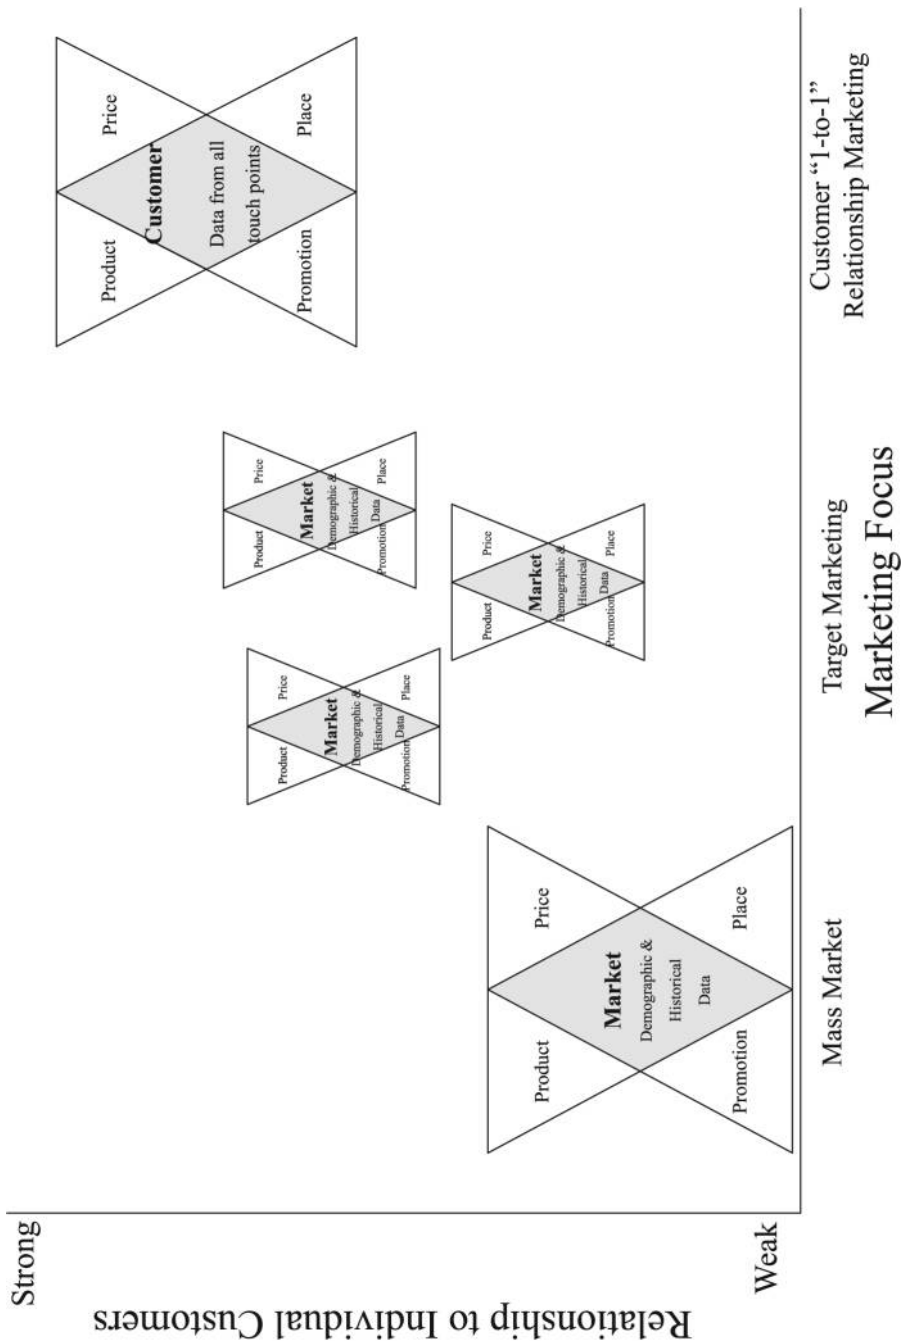 Strong
Relationship to Individual Customers
Weak
Product
Price
Market
Demographic &
Historical
Data
Promotion
Place
Product
Price
Market
Demographic &
Historical
Data
Promotion
Place
Product
Price
Market
Demographic &
Historical
Data
Promotion
Place
Product
Price
Market
Demographic &
Historical
Data
Promotion
Place
Product
Price
Customer
Data from all
touch points
Promotion
Place
Mass Market
Target Marketing
Customer “1-to-1”
Relationship Marketing
Marketing Focus